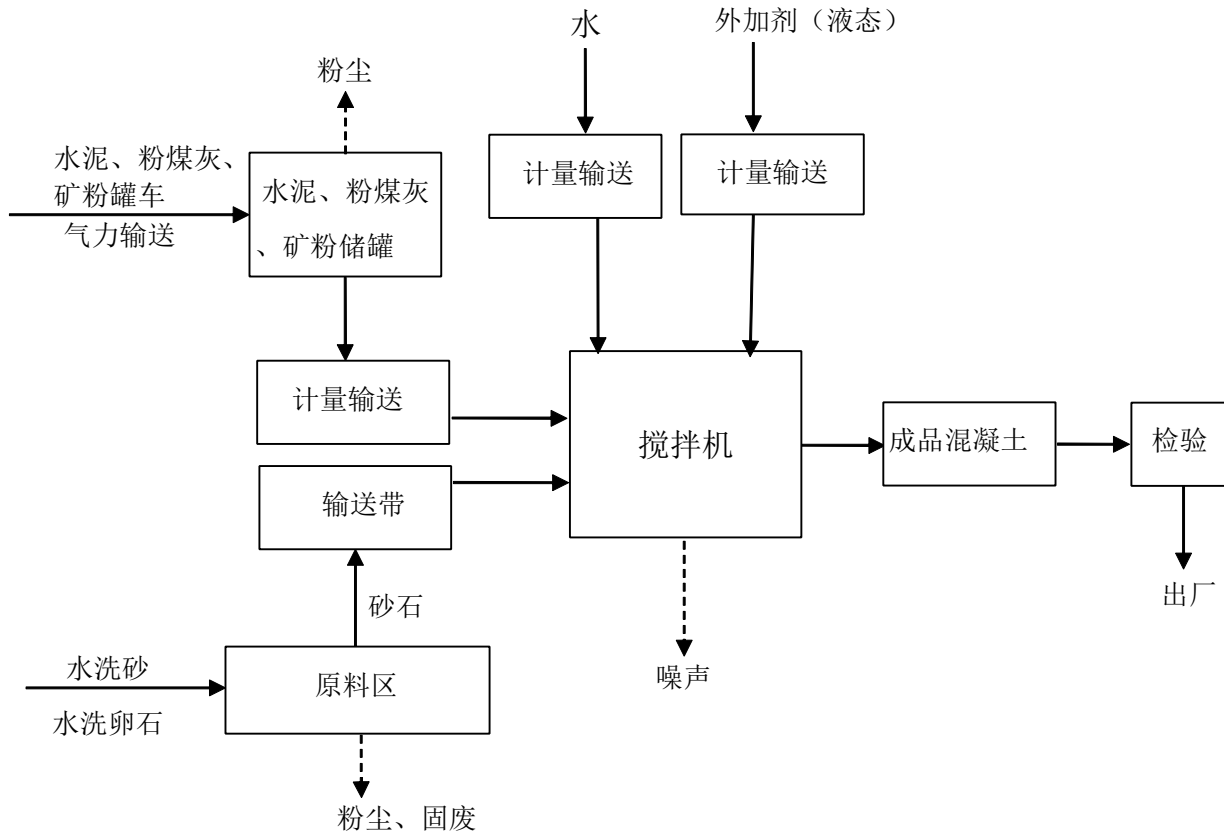 水
外加剂（液态）
粉尘
计量输送
计量输送
水泥、粉煤灰、
矿粉罐车
气力输送
水泥、粉煤灰
、矿粉储罐
计量输送
搅拌机
成品混凝土
检验
输送带
出厂
砂石
噪声
水洗砂
水洗卵石
原料区
粉尘、固废